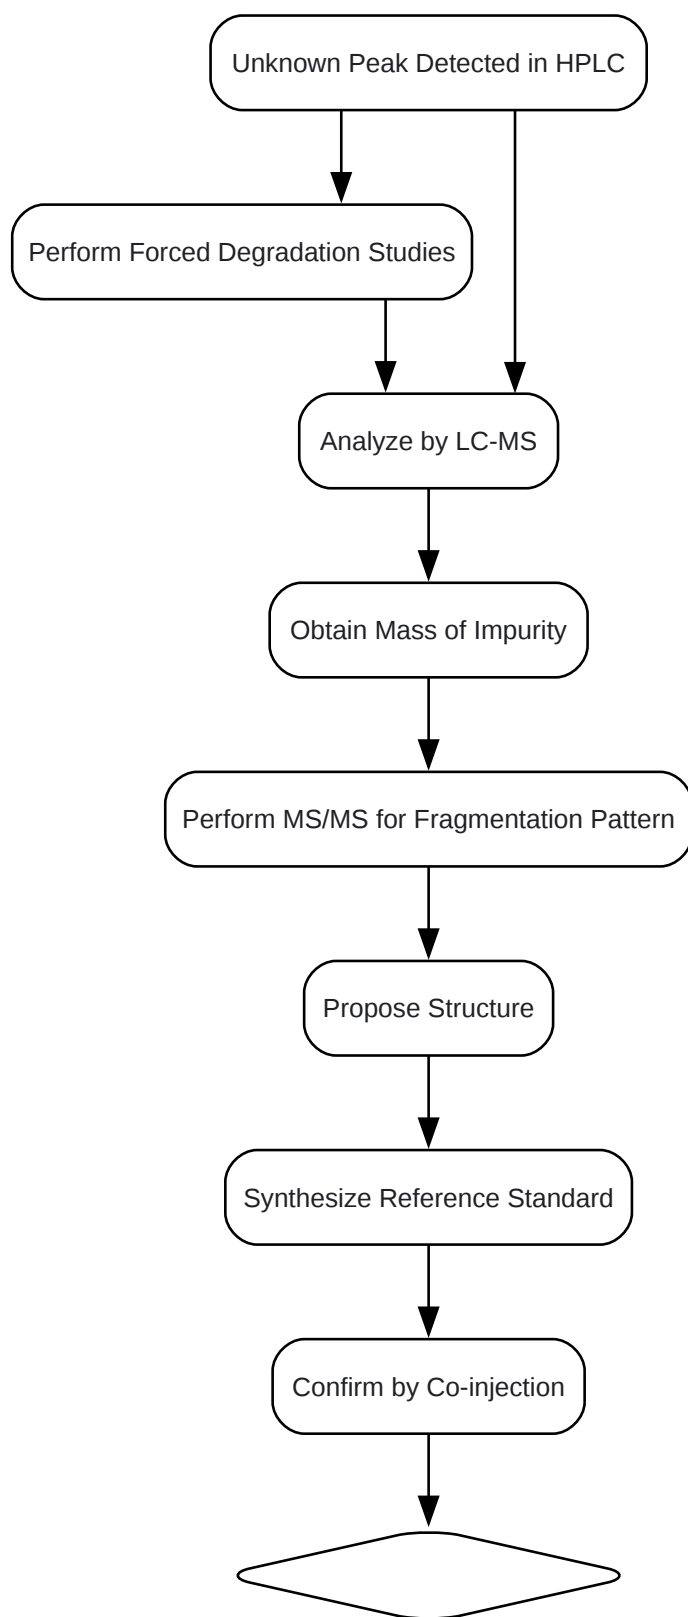 Unknown Peak Detected in HPLC
Perform Forced Degradation Studies
Analyze by LC-MS
Obtain Mass of Impurity
Perform MS/MS for Fragmentation Pattern
Propose Structure
Synthesize Reference Standard
Confirm by Co-injection